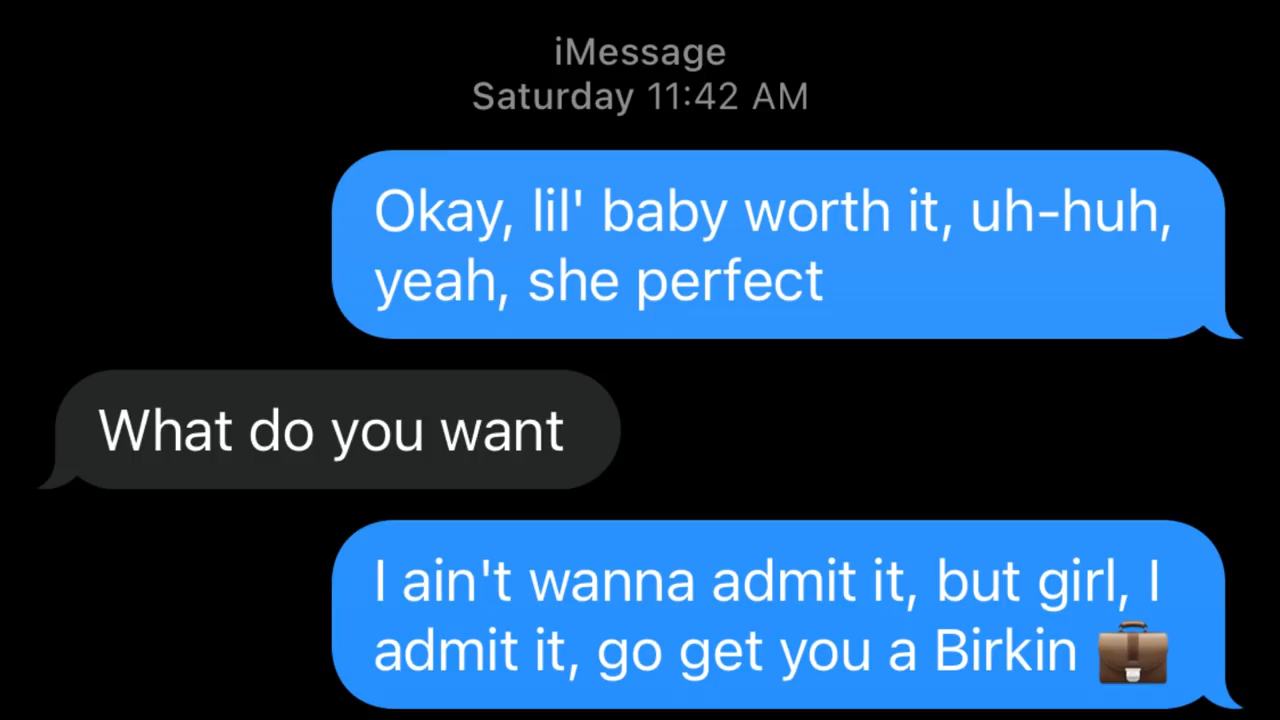 iMessage
Saturday 11:42 AM
Okay, lil' baby worth it, uh-huh,
yeah, she perfect
What do you want
I ain't wanna admit it, but girl, I
admit it, go get you a Birkin 💼